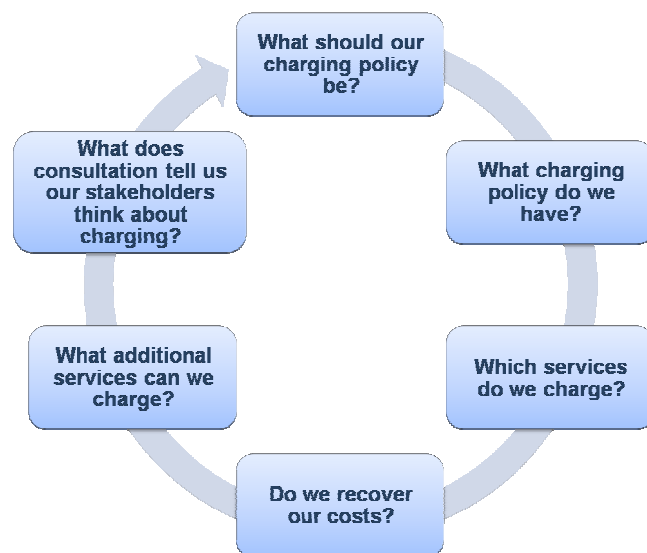 What should our
charging policy
be?
What charging
policy do we
have?
Which services
do we charge?
Do we recover
our costs?
What additional
services can we
charge?
What does
consultation tell us
our stakeholders
think about
charging?